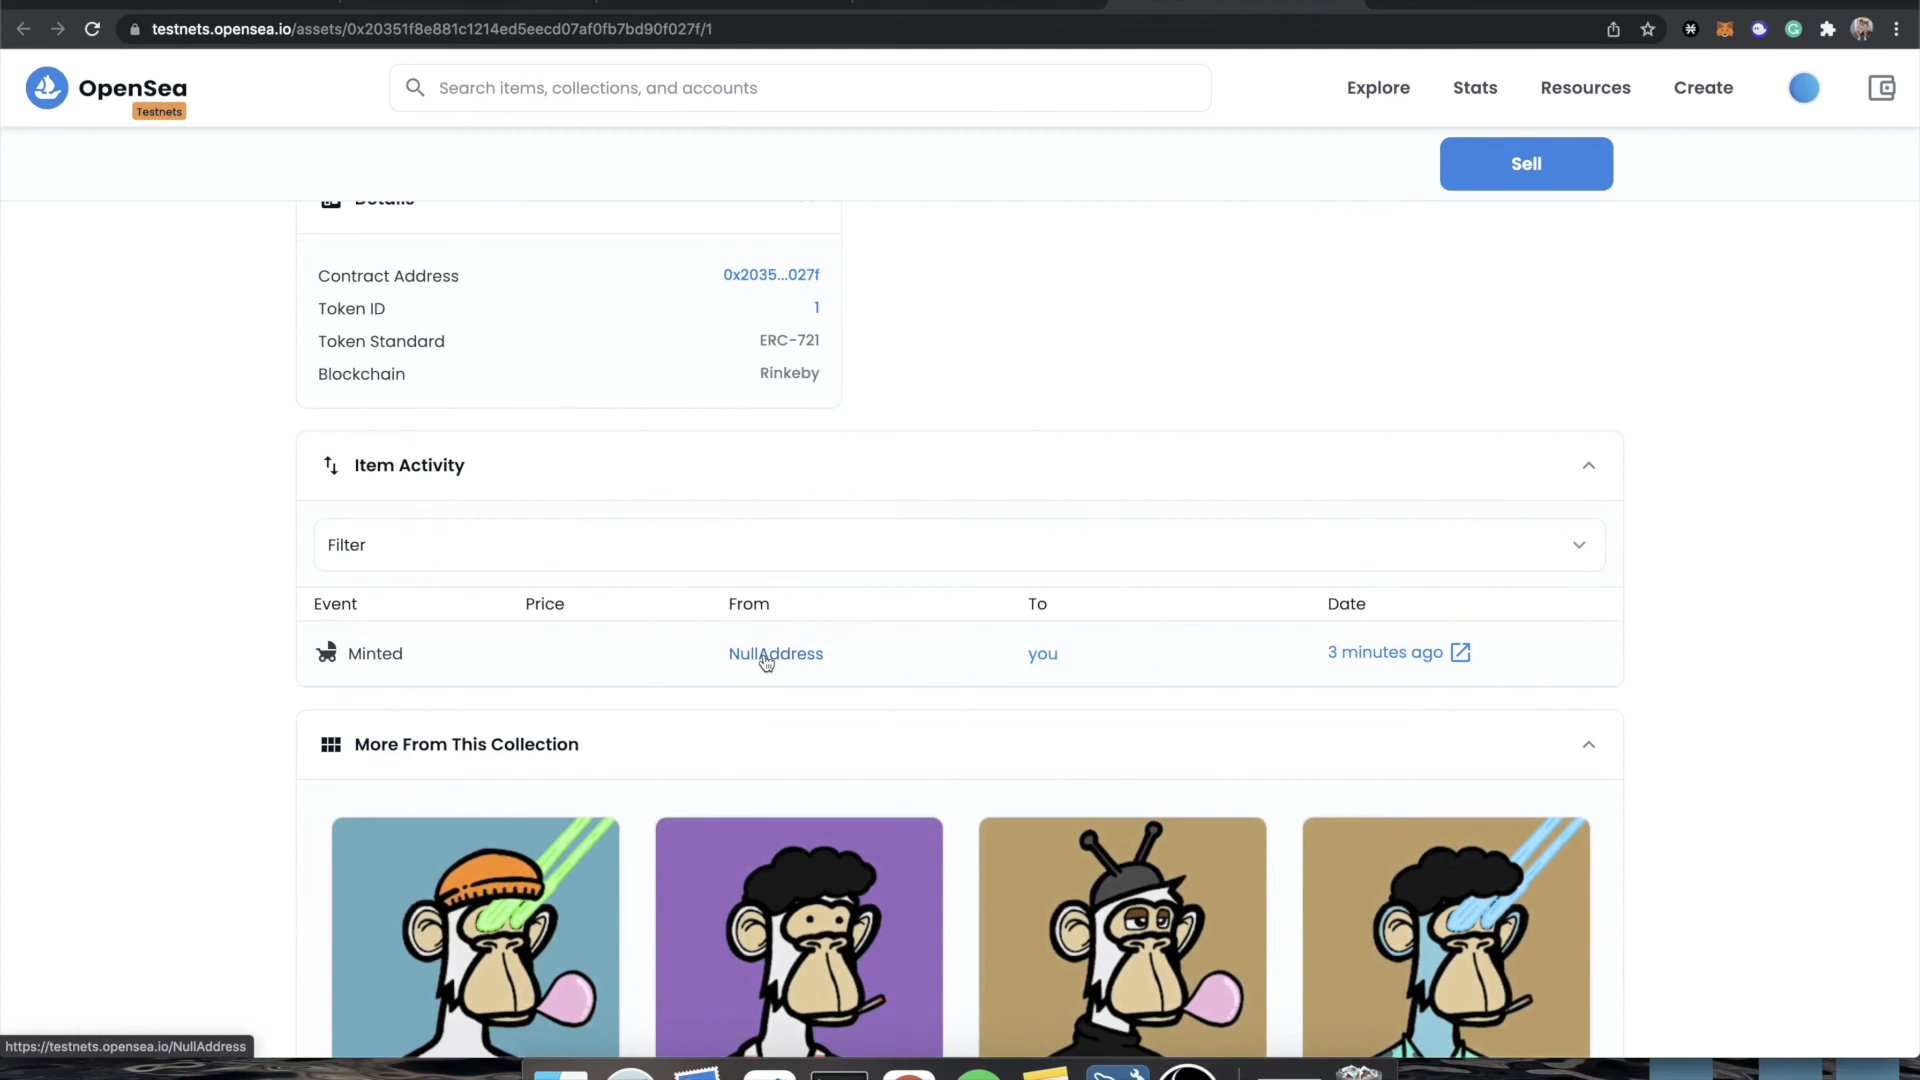 testnets.opensea.io/assets/0x20351f8e881c1214ed5eecd07af0fb7bd90f027f/1
OpenSea
Testnets
Search items, collections, and accounts
Explore
Stats
Resources
Create
Sell
Details
Contract Address
0x2035...027f
Token ID
1
Token Standard
ERC-721
Blockchain
Rinkeby
Item Activity
Filter
Event
Price
From
To
Date
Minted
NullAddress
you
3 minutes ago
More From This Collection
https://testnets.opensea.io/NullAddress